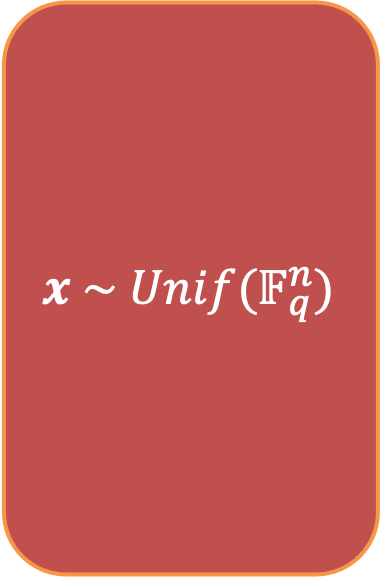 𝒙 ~ 𝑈𝑛𝑖𝑓(𝔽_q^n)